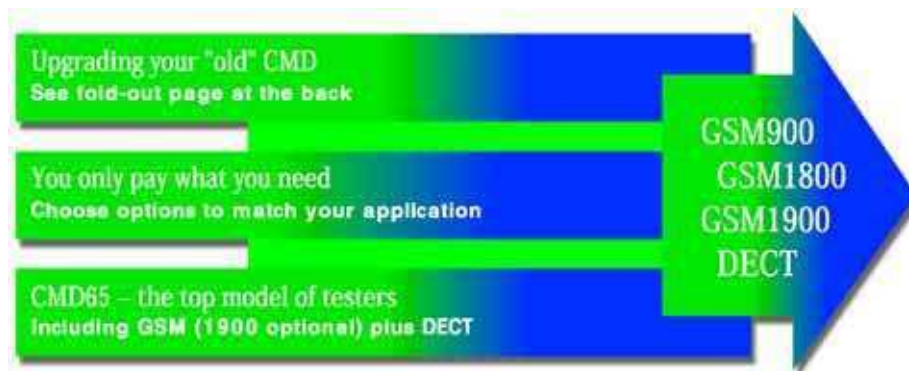 Upgrading your "old" CMD
See fold-out page at the back
You only pay what you need
Choose options to match your application
CMD65 – the top model of testers
Including GSM (1900 optional) plus DECT
GSM900
GSM1800
GSM1900
DECT